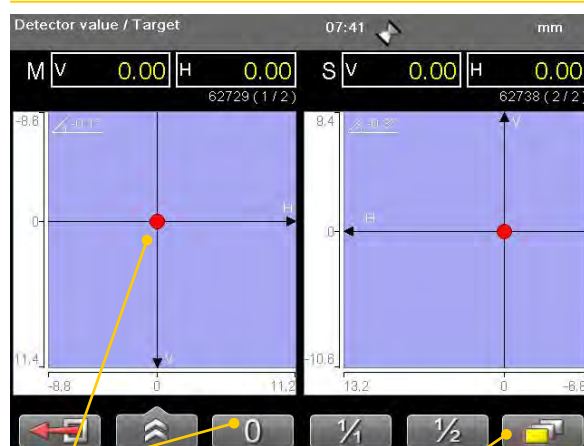 Detector value / Target 07:41 mm
M V 0.00 H 0.00 S V 0.00 H 0.00
62729 (1/2) 62738 (2/2)
-8.6 9.4 V
H
H
0 0
11.4 V -10.6
-8.8 0 11.2 13.2 0 -6.8
0 1/1 1/2